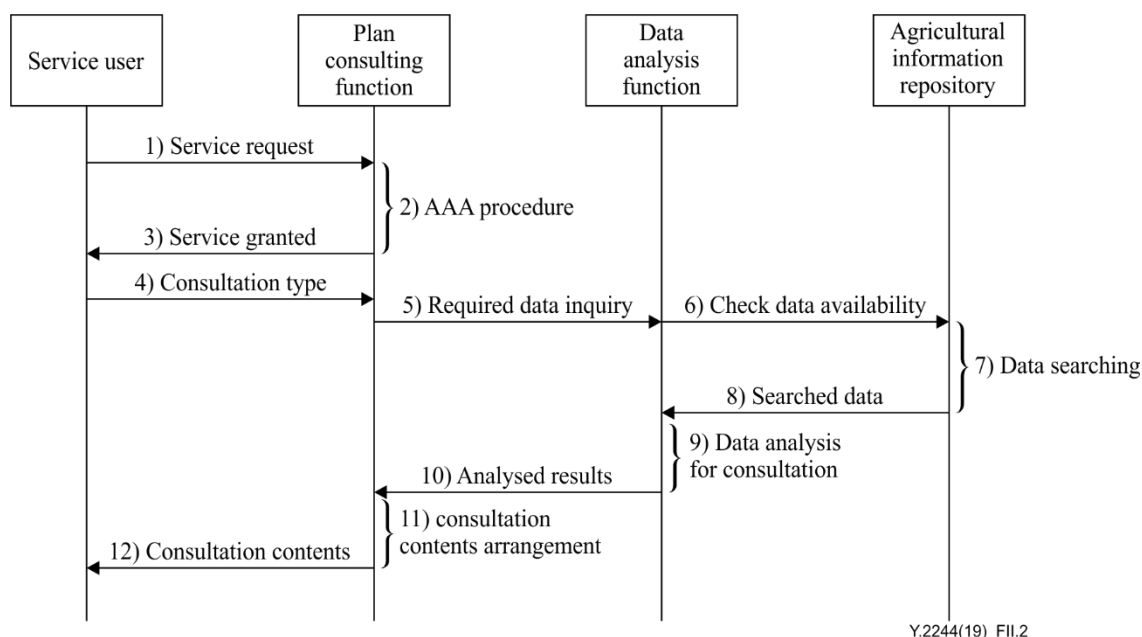 Service user
Plan
consulting
function
Data
analysis
function
Agricultural
information
repository
1) Service request
2) AAA procedure
3) Service granted
4) Consultation type
5) Required data inquiry
6) Check data availability
7) Data searching
8) Searched data
9) Data analysis
for consultation
10) Analysed results
11) consultation
contents arrangement
12) Consultation contents
Y.2244(19)_FII.2